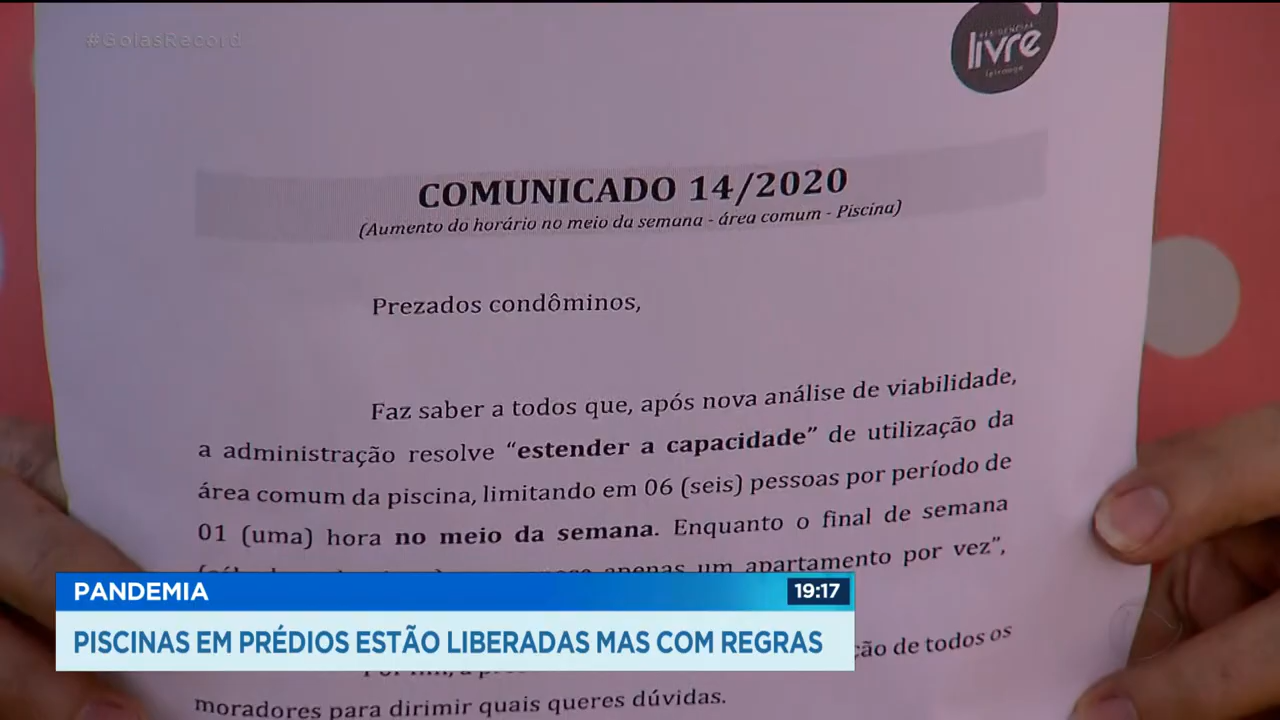 #GoiasRecord
RESIDENCIAL
livre
Ipiranga
COMUNICADO 14/2020
(Aumento do horário no meio da semana - área comum - Piscina)
Prezados condôminos,
Faz saber a todos que, após nova análise de viabilidade,
a administração resolve “estender a capacidade” de utilização da
área comum da piscina, limitando em 06 (seis) pessoas por período de
01 (uma) hora no meio da semana. Enquanto o final de semana
apenas um apartamento por vez”,
PANDEMIA
19:17
PISCINAS EM PRÉDIOS ESTÃO LIBERADAS MAS COM REGRAS
de todos os
moradores para dirimir quais queres dúvidas.